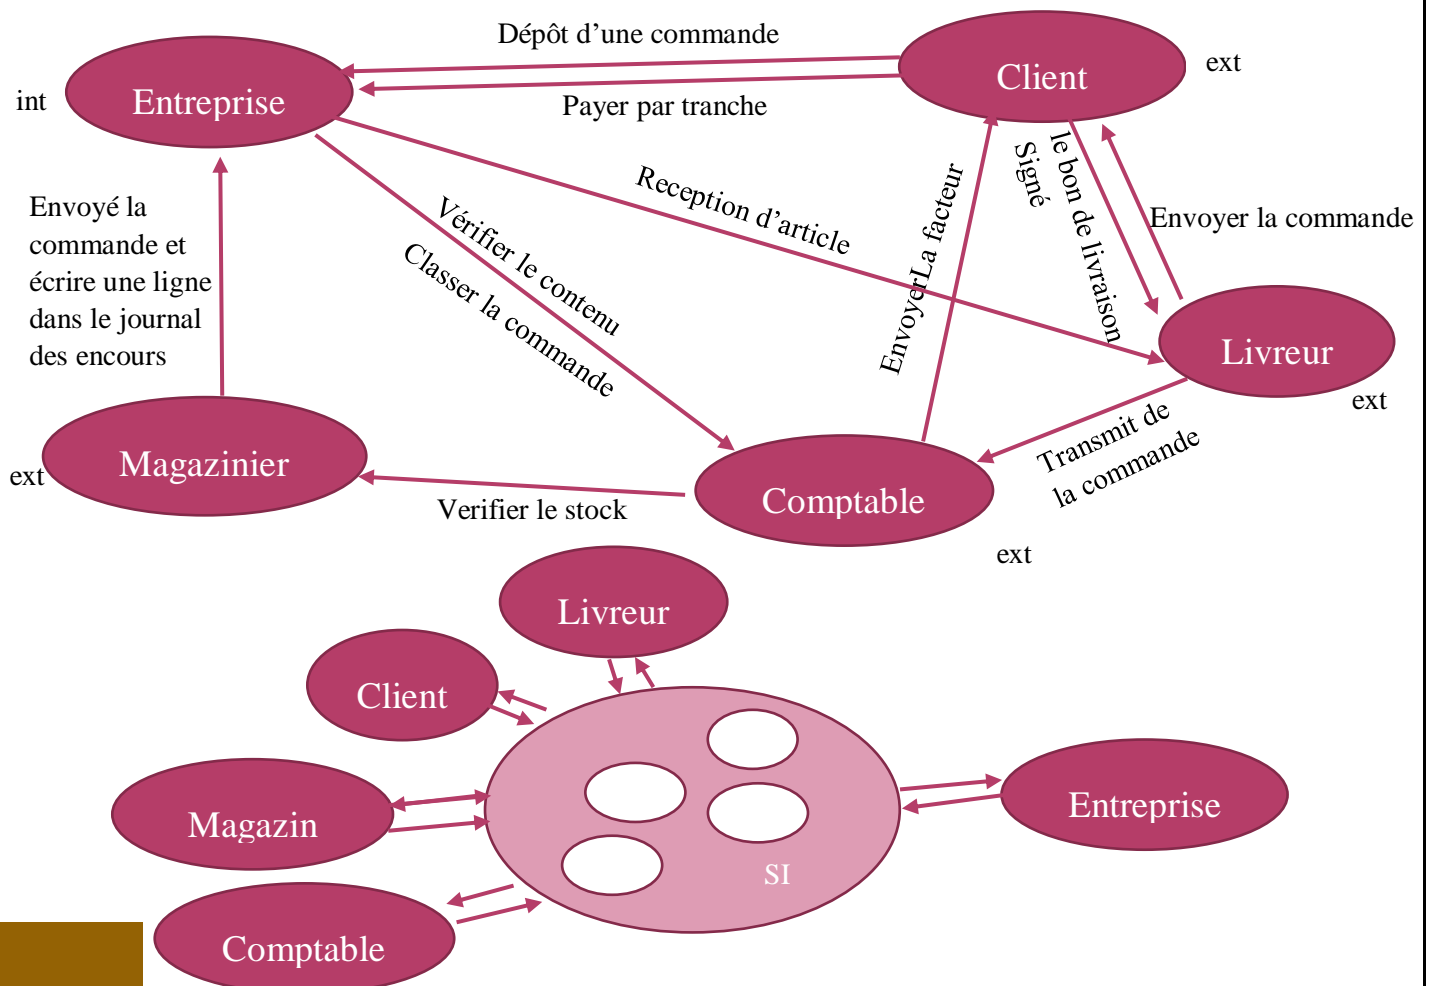 Dépôt d’une commande
Client
ext
int
Entreprise
Payer par tranche
Reception d’article
EnvoyerLa facteur
le bon de livraison
Signé
Envoyer la commande
Envoyé la
commande et
écrire une ligne
dans le journal
des encours
Vérifier le contenu
Classer la commande
Livreur
ext
Transmit de
la commande
Magazinier
ext
Verifier le stock
Comptable
ext
Livreur
Client
Magazin
Entreprise
SI
Comptable